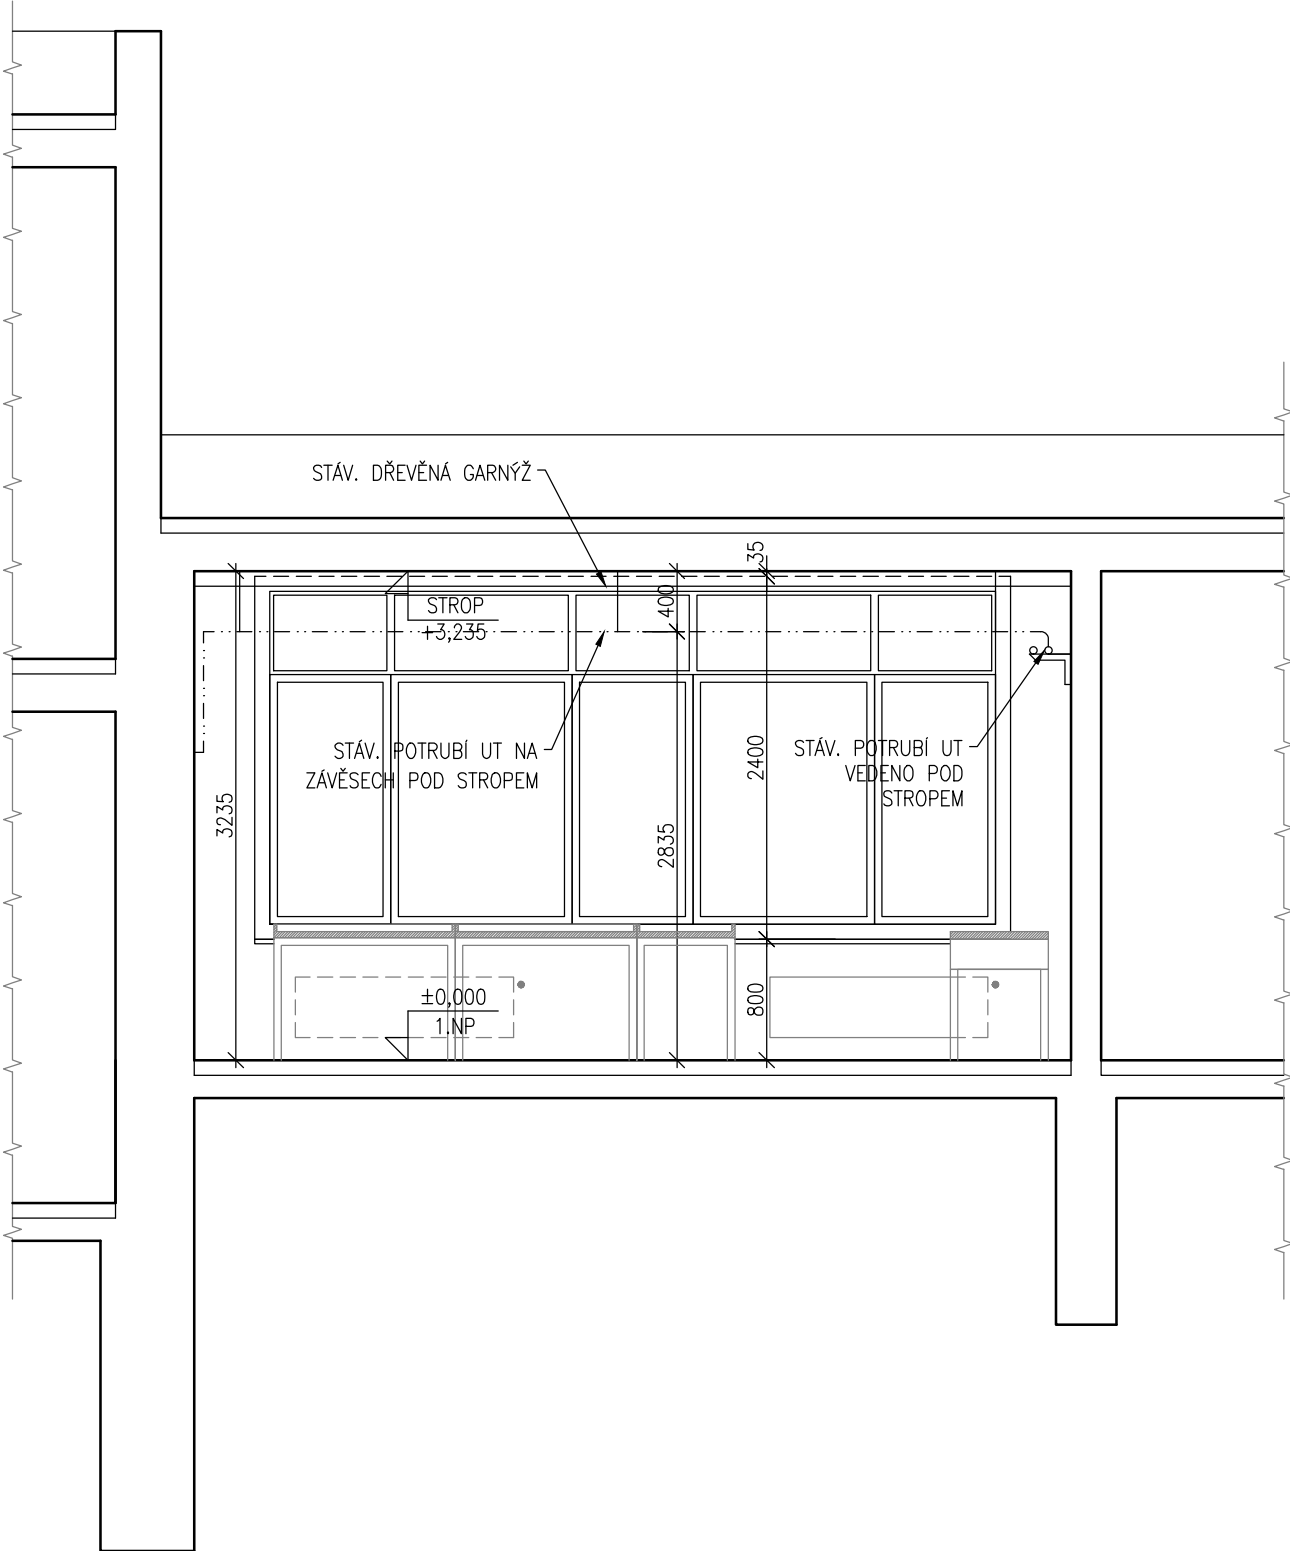 STÁV. DŘEVĚNÁ GARNÝŽ
35
STROP
+3,235
400
STÁV. POTRUBÍ UT NA
ZÁVĚSECH POD STROPEM
2400
STÁV. POTRUBÍ UT
VEDENO POD
STROPEM
3235
2835
±0,000
1.NP
800